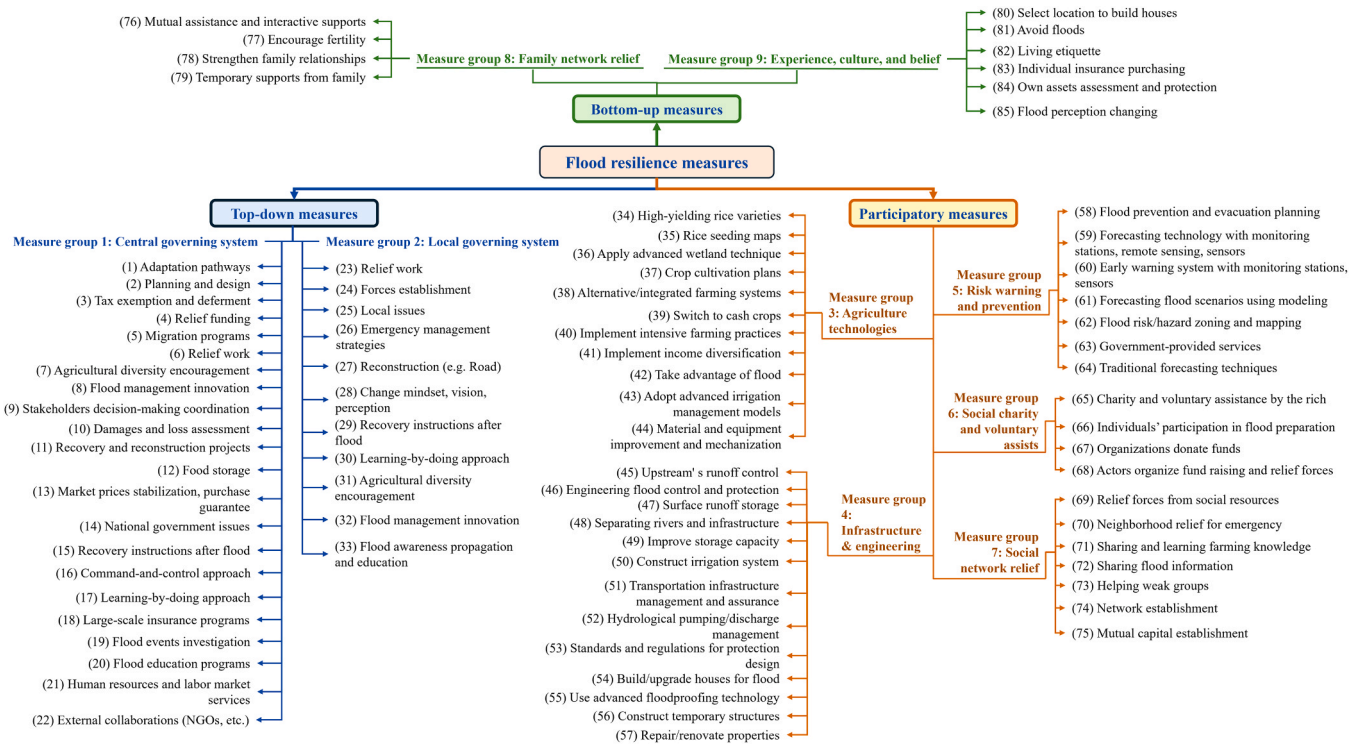 (76) Mutual assistance and interactive supports
(77) Encourage fertility
(78) Strengthen family relationships
(79) Temporary supports from family
Measure group 8: Family network relief
Measure group 9: Experience, culture, and belief
(80) Select location to build houses
(81) Avoid floods
(82) Living etiquette
(83) Individual insurance purchasing
(84) Own assets assessment and protection
(85) Flood perception changing
Bottom-up measures
Flood resilience measures
Top-down measures
Measure group 1: Central governing system
(1) Adaptation pathways
(2) Planning and design
(3) Tax exemption and deferment
(4) Relief funding
(5) Migration programs
(6) Relief work
(7) Agricultural diversity encouragement
(8) Flood management innovation
(9) Stakeholders decision-making coordination
(10) Damages and loss assessment
(11) Recovery and reconstruction projects
(12) Food storage
(13) Market prices stabilization, purchase
guarantee
(14) National government issues
(15) Recovery instructions after flood
(16) Command-and-control approach
(17) Learning-by-doing approach
(18) Large-scale insurance programs
(19) Flood events investigation
(20) Flood education programs
(21) Human resources and labor market
services
(22) External collaborations (NGOs, etc.)
Measure group 2: Local governing system
(23) Relief work
(24) Forces establishment
(25) Local issues
(26) Emergency management
strategies
(27) Reconstruction (e.g. Road)
(28) Change mindset, vision,
perception
(29) Recovery instructions after
flood
(30) Learning-by-doing approach
(31) Agricultural diversity
encouragement
(32) Flood management innovation
(33) Flood awareness propagation
and education
Participatory measures
(34) High-yielding rice varieties
(35) Rice seeding maps
(36) Apply advanced wetland technique
(37) Crop cultivation plans
(38) Alternative/integrated farming systems
(39) Switch to cash crops
(40) Implement intensive farming practices
(41) Implement income diversification
(42) Take advantage of flood
(43) Adopt advanced irrigation
management models
(44) Material and equipment
improvement and mechanization
Measure group
3: Agriculture
technologies
(45) Upstream' s runoff control
(46) Engineering flood control and protection
(47) Surface runoff storage
(48) Separating rivers and infrastructure
(49) Improve storage capacity
(50) Construct irrigation system
(51) Transportation infrastructure
management and assurance
(52) Hydrological pumping/discharge
management
(53) Standards and regulations for protection
design
(54) Build/upgrade houses for flood
(55) Use advanced floodproofing technology
(56) Construct temporary structures
(57) Repair/renovate properties
Measure group
4:
Infrastructure
& engineering
Measure group
5: Risk warning
and prevention
(58) Flood prevention and evacuation planning
(59) Forecasting technology with monitoring
stations, remote sensing, sensors
(60) Early warning system with monitoring stations,
sensors
(61) Forecasting flood scenarios using modeling
(62) Flood risk/hazard zoning and mapping
(63) Government-provided services
(64) Traditional forecasting techniques
Measure group
6: Social charity
and voluntary
assists
(65) Charity and voluntary assistance by the rich
(66) Individuals' participation in flood preparation
(67) Organizations donate funds
(68) Actors organize fund raising and relief forces
Measure group
7: Social
network relief
(69) Relief forces from social resources
(70) Neighborhood relief for emergency
(71) Sharing and learning farming knowledge
(72) Sharing flood information
(73) Helping weak groups
(74) Network establishment
(75) Mutual capital establishment